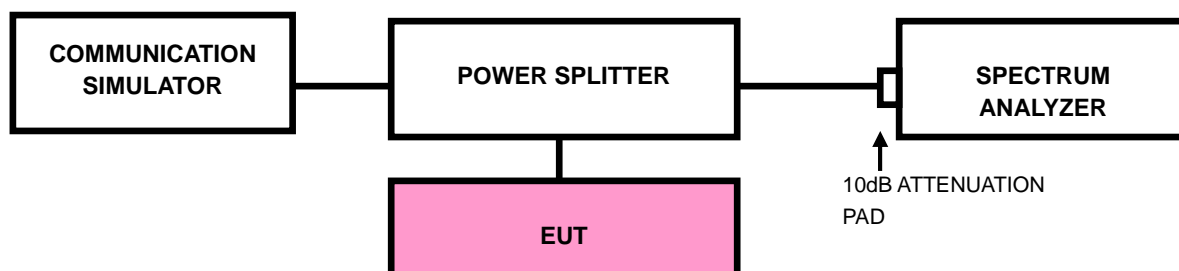 COMMUNICATION
SIMULATOR
POWER SPLITTER
SPECTRUM
ANALYZER
10dB ATTENUATION
PAD
EUT